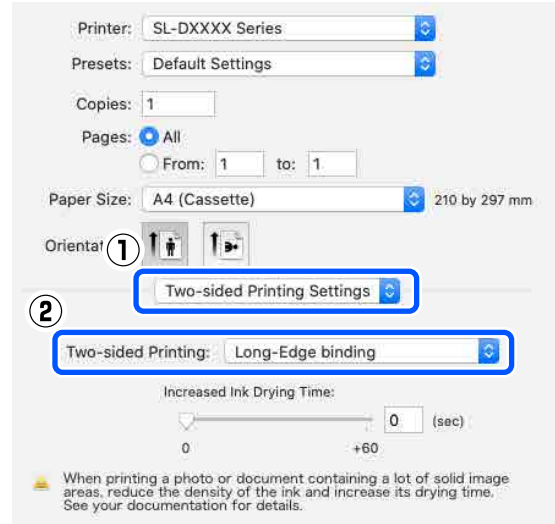 Printer: SL-DXXXX Series
Presets: Default Settings
Copies: 1
Pages: All
From: 1 to: 1
Paper Size: A4 (Cassette) 210 by 297 mm
Orientat
①
Two-sided Printing Settings
②
Two-sided Printing: Long-Edge binding
Increased Ink Drying Time:
0 (sec)
0 +60
When printing a photo or document containing a lot of solid image
areas, reduce the density of the ink and increase its drying time.
See your documentation for details.